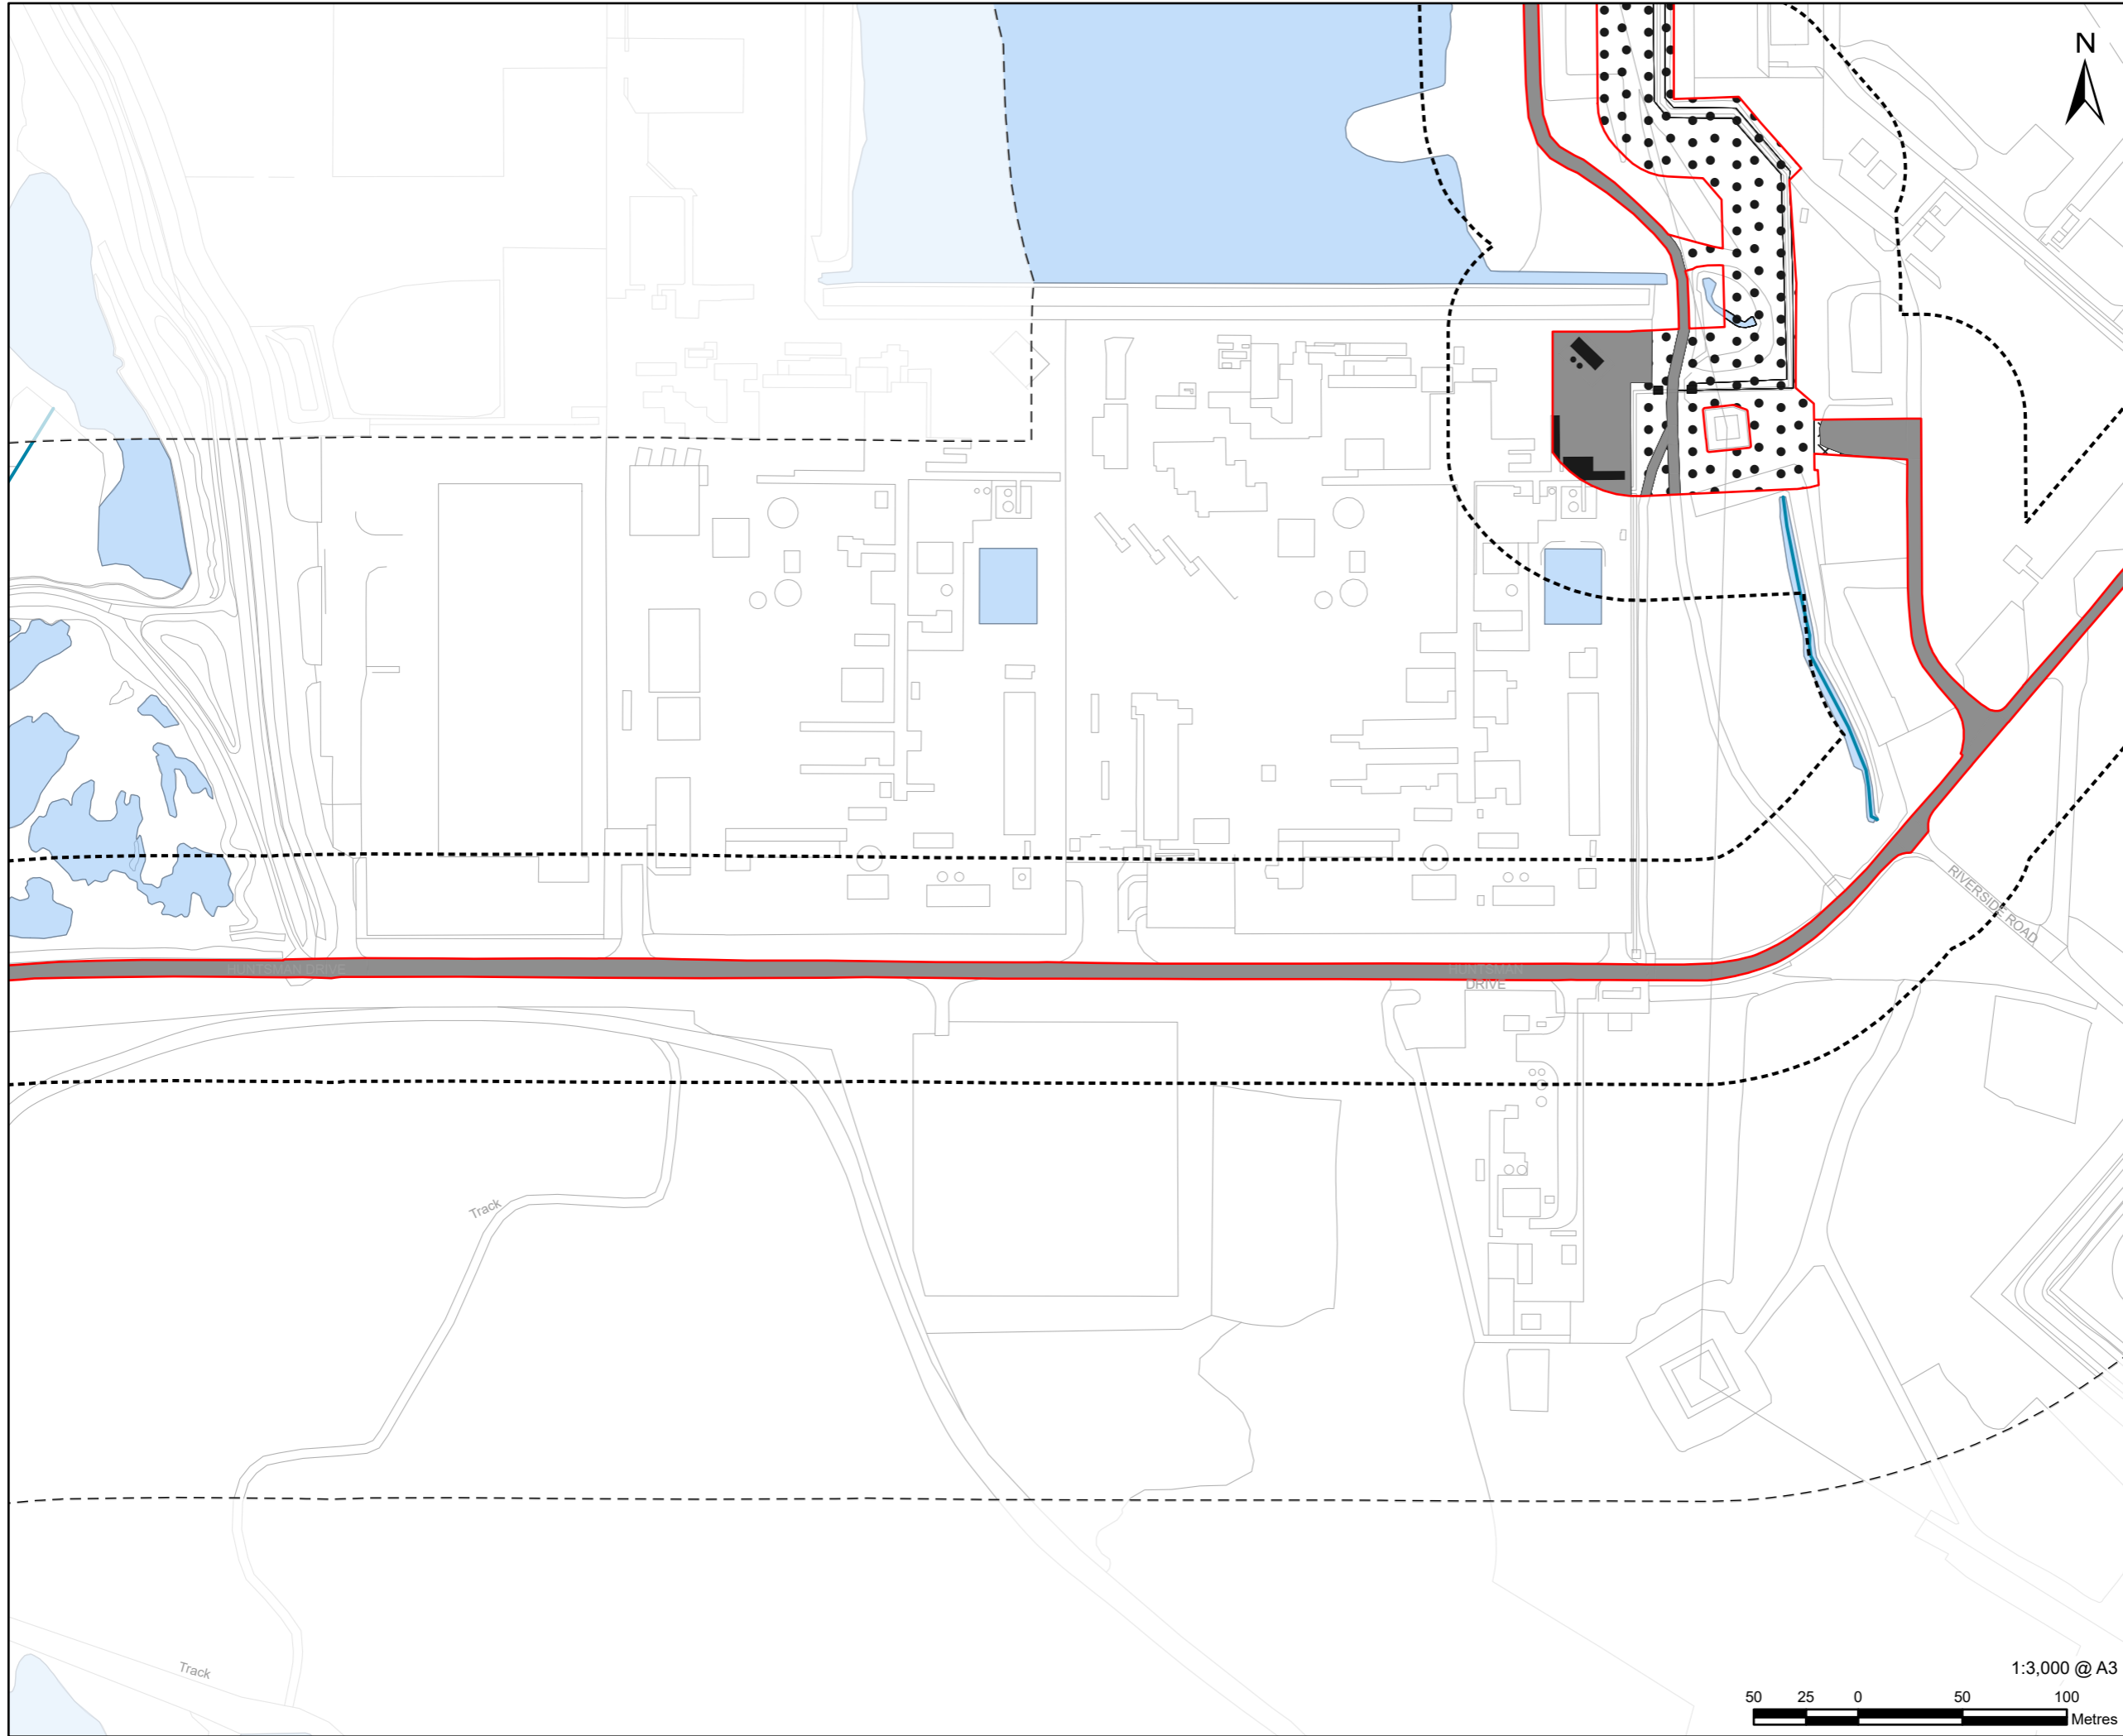 N
RIVERSIDE ROAD
HUNTSMAN DRIVE
HUNTSMAN
DRIVE
Track
Track
1:3,000 @ A3
50 25 0 50 100
Metres